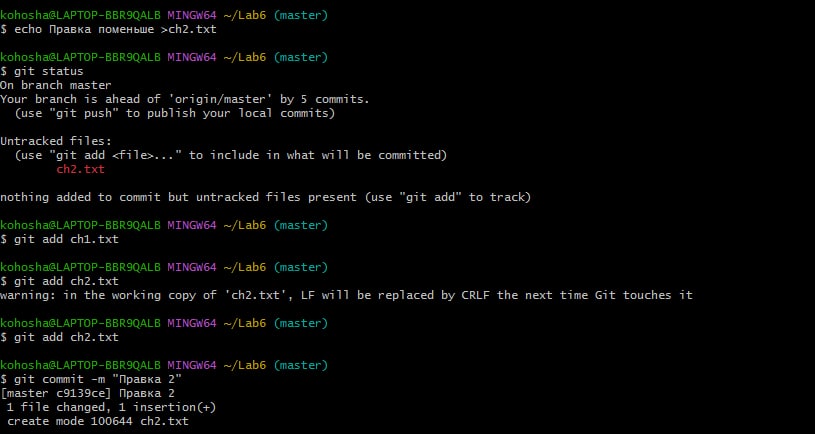 kohosha@LAPTOP-BBR9QALB MINGW64 ~/Lab6 (master)
$ echo Правка поменьше >ch2.txt
kohosha@LAPTOP-BBR9QALB MINGW64 ~/Lab6 (master)
$ git status
On branch master
Your branch is ahead of 'origin/master' by 5 commits.
  (use "git push" to publish your local commits)
Untracked files:
  (use "git add <file>..." to include in what will be committed)
        ch2.txt
nothing added to commit but untracked files present (use "git add" to track)
kohosha@LAPTOP-BBR9QALB MINGW64 ~/Lab6 (master)
$ git add ch1.txt
kohosha@LAPTOP-BBR9QALB MINGW64 ~/Lab6 (master)
$ git add ch2.txt
warning: in the working copy of 'ch2.txt', LF will be replaced by CRLF the next time Git touches it
kohosha@LAPTOP-BBR9QALB MINGW64 ~/Lab6 (master)
$ git add ch2.txt
kohosha@LAPTOP-BBR9QALB MINGW64 ~/Lab6 (master)
$ git commit -m "Правка 2"
[master c9139ce] Правка 2
 1 file changed, 1 insertion(+)
 create mode 100644 ch2.txt